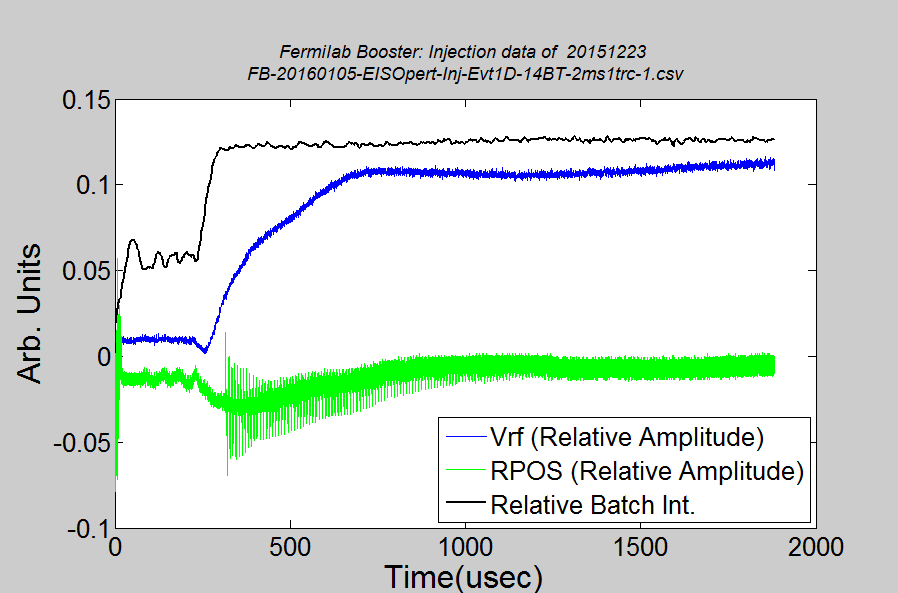 Fermilab Booster: Injection data of  20151223
FB-20160105-EISOpert-Inj-Evt1D-14BT-2ms1trc-1.csv
0.15
0.1
0.05
0
-0.05
-0.1
Arb. Units
Vrf (Relative Amplitude)
RPOS (Relative Amplitude)
Relative Batch Int.
0
500
1000
1500
2000
Time(usec)